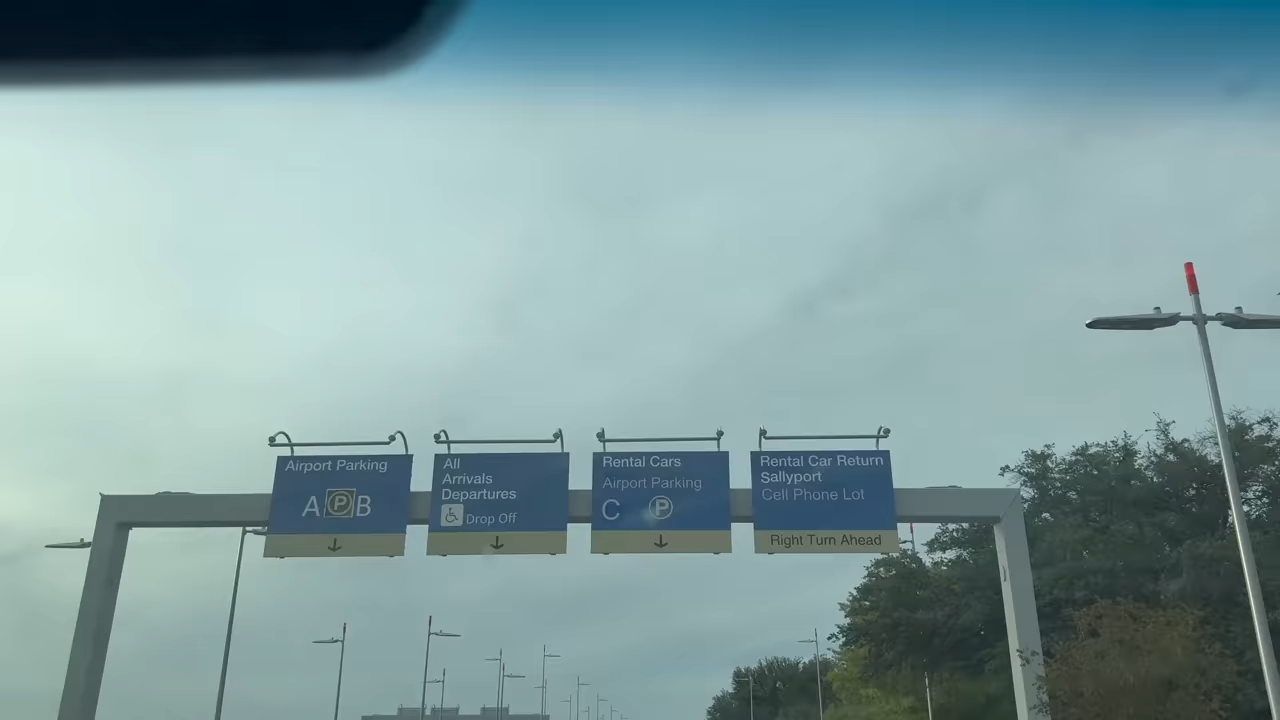 Airport Parking
A P B
All
Arrivals
Departures
Drop Off
Rental Cars
Airport Parking
C P
Rental Car Return
Sallyport
Cell Phone Lot
Right Turn Ahead